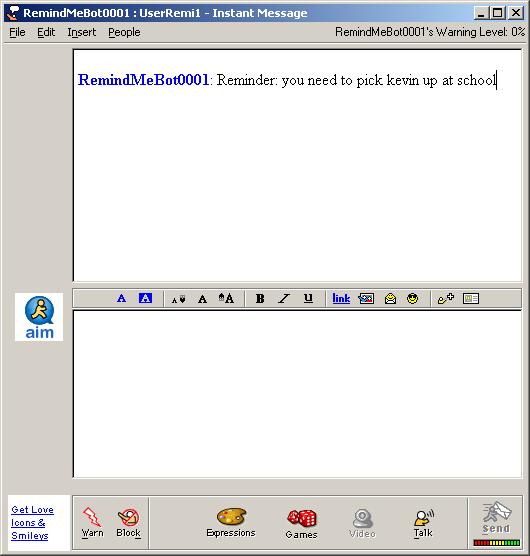 RemindMeBot0001 : UserRemi1 - Instant Message
File Edit Insert People RemindMeBot0001's Warning Level: 0%
RemindMeBot0001: Reminder: you need to pick kevin up at school
A A A A A B I U link
aim
Get Love
Icons &
Smileys
Warn Block Expressions Games Video Talk Send